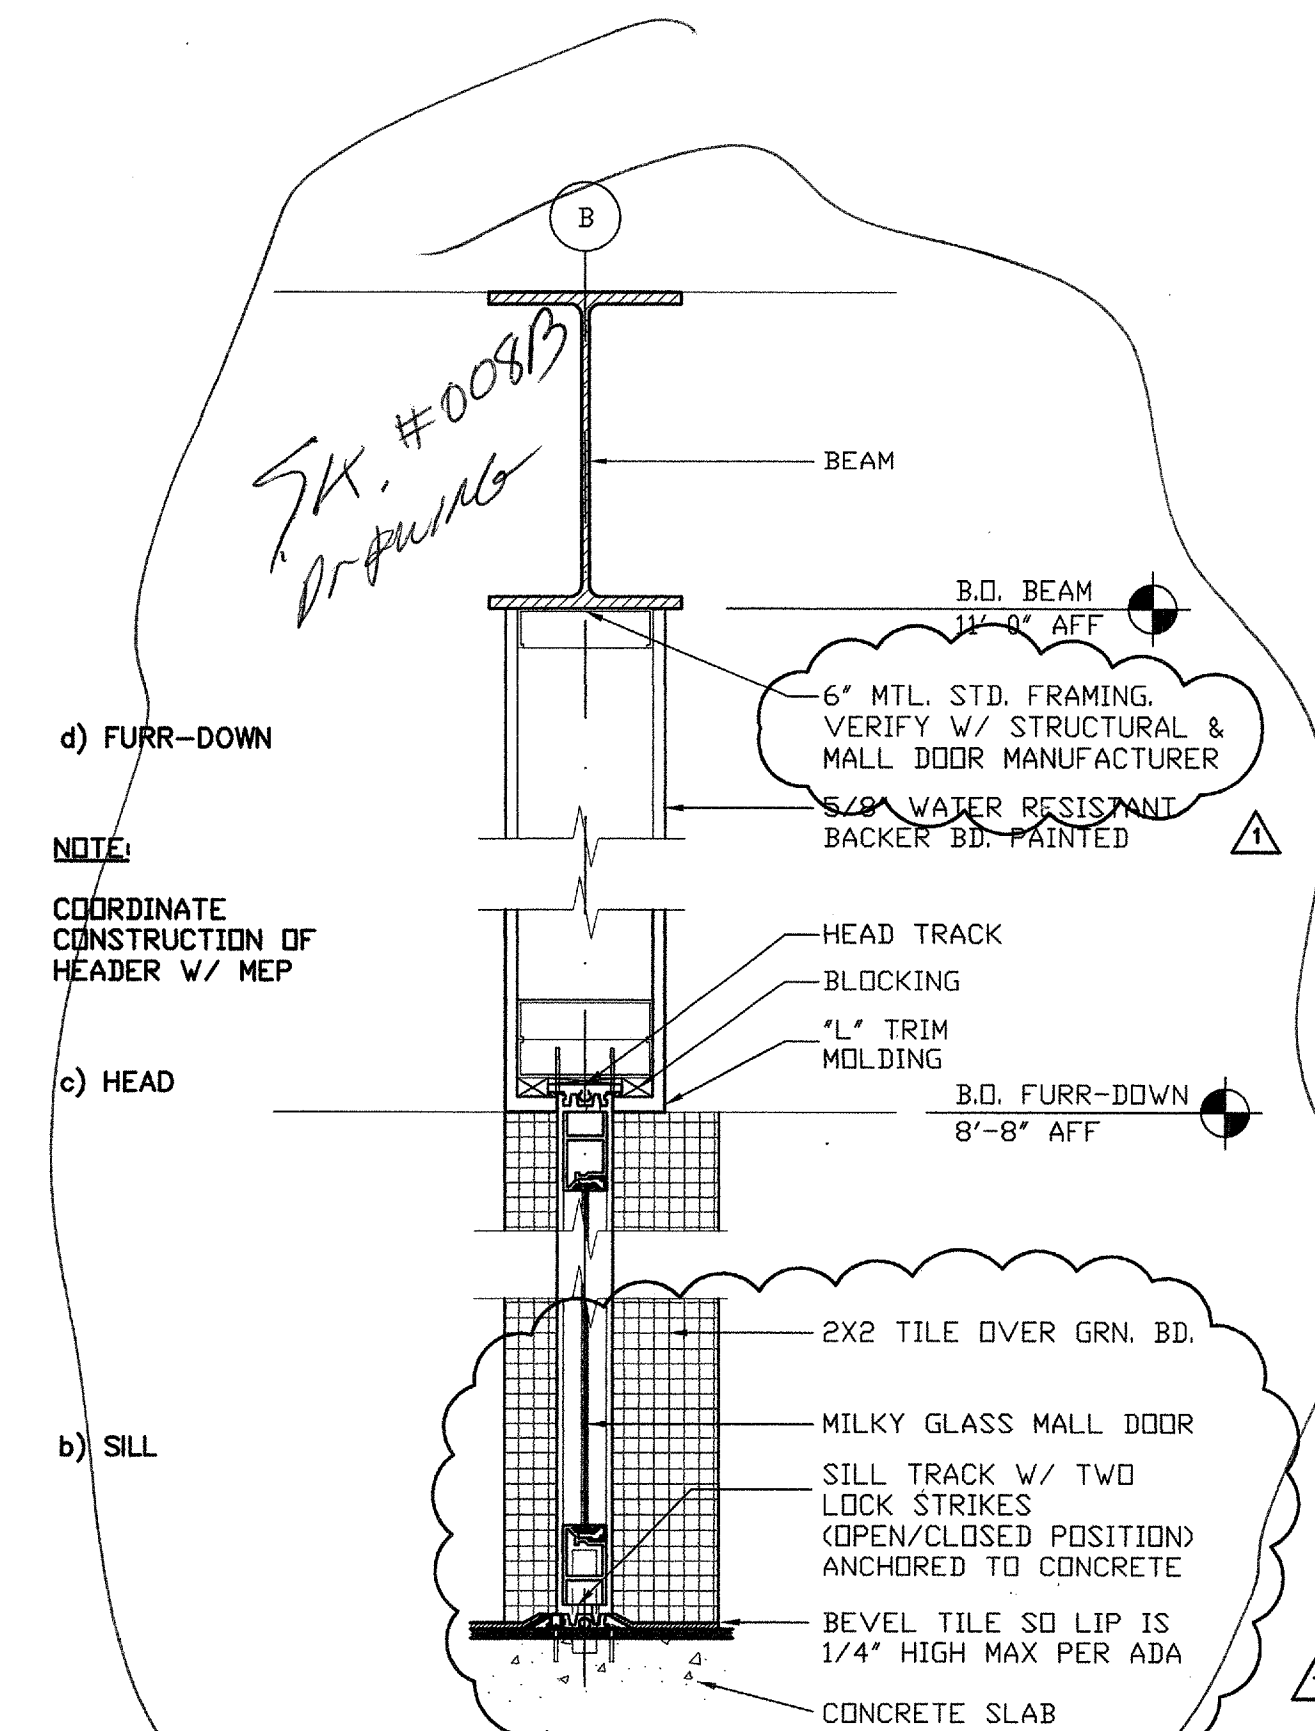 B
SK. #008B
DrAWING
BEAM
B.O. BEAM
11'-0" AFF
6" MTL. STD. FRAMING.
VERIFY W/ STRUCTURAL &
MALL DOOR MANUFACTURER
d) FURR-DOWN
5/8" WATER RESISTANT
BACKER BD. PAINTED
1
NOTE:
COORDINATE
CONSTRUCTION OF
HEADER W/ MEP
HEAD TRACK
BLOCKING
"L" TRIM
MOLDING
c) HEAD
B.O. FURR-DOWN
8'-8" AFF
2X2 TILE OVER GRN. BD.
MILKY GLASS MALL DOOR
b) SILL
SILL TRACK W/ TWO
LOCK STRIKES
(OPEN/CLOSED POSITION)
ANCHORED TO CONCRETE
BEVEL TILE SO LIP IS
1/4" HIGH MAX PER ADA
CONCRETE SLAB